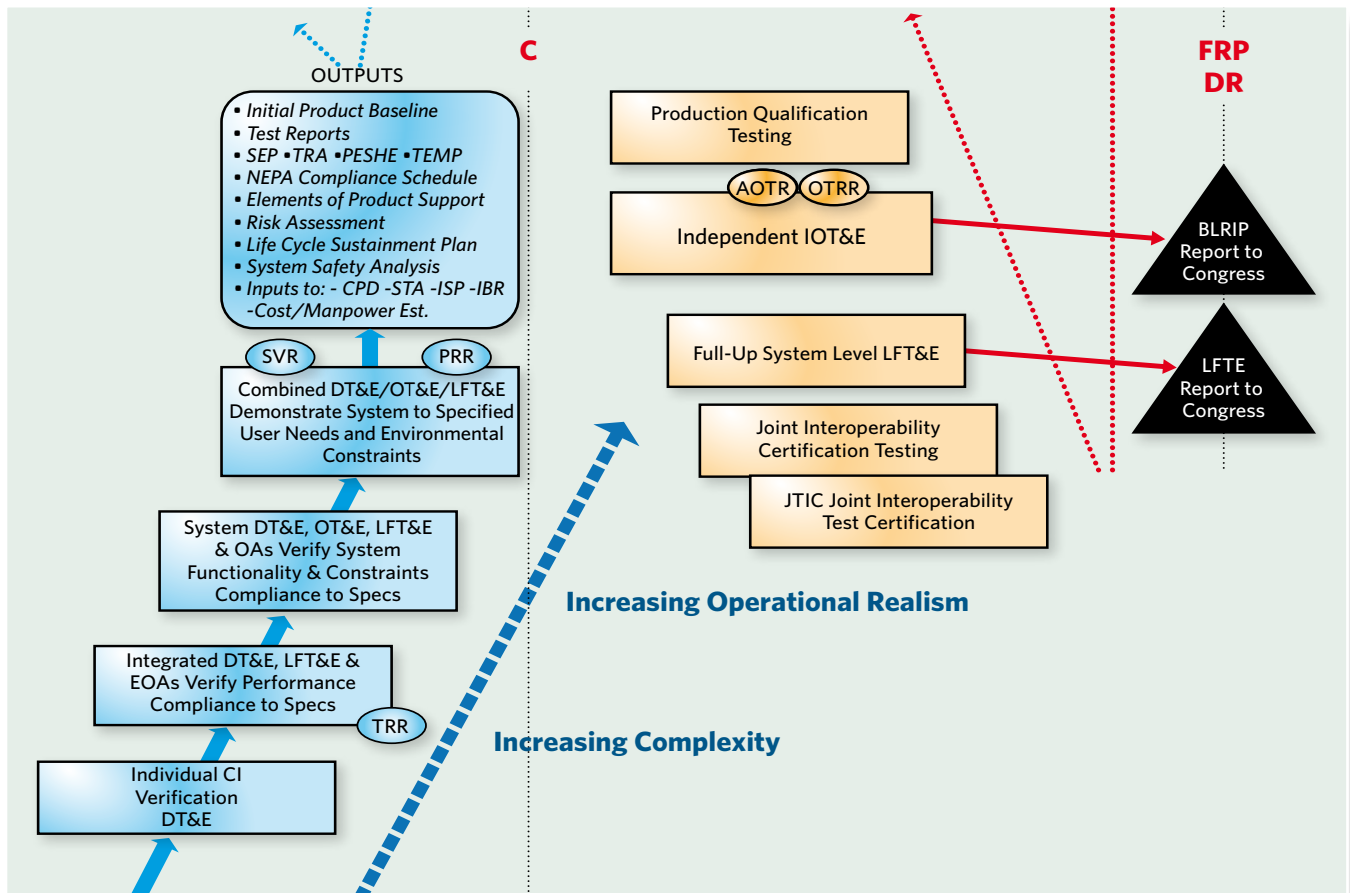 C
FRP
DR
OUTPUTS
▪ Initial Product Baseline
▪ Test Reports
▪ SEP ▪TRA ▪PESHE ▪TEMP
▪ NEPA Compliance Schedule
▪ Elements of Product Support
▪ Risk Assessment
▪ Life Cycle Sustainment Plan
▪ System Safety Analysis
▪ Inputs to: - CPD -STA -ISP -IBR
-Cost/Manpower Est.
SVR
PRR
Combined DT&E/OT&E/LFT&E
Demonstrate System to Specified
User Needs and Environmental
Constraints
System DT&E, OT&E, LFT&E
& OAs Verify System
Functionality & Constraints
Compliance to Specs
Integrated DT&E, LFT&E &
EOAs Verify Performance
Compliance to Specs
TRR
Individual CI
Verification
DT&E
Production Qualification
Testing
AOTR
OTRR
Independent IOT&E
Full-Up System Level LFT&E
Joint Interoperability
Certification Testing
JTIC Joint Interoperability
Test Certification
BLRIP
Report to
Congress
LFTE
Report to
Congress
Increasing Operational Realism
Increasing Complexity